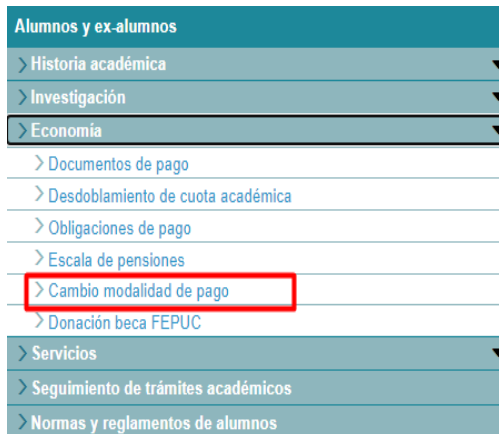 Alumnos y ex-alumnos
Historia académica
Investigación
Economía
Documentos de pago
Desdoblamiento de cuota académica
Obligaciones de pago
Escala de pensiones
Cambio modalidad de pago
Donación beca FEPUC
Servicios
Seguimiento de trámites académicos
Normas y reglamentos de alumnos